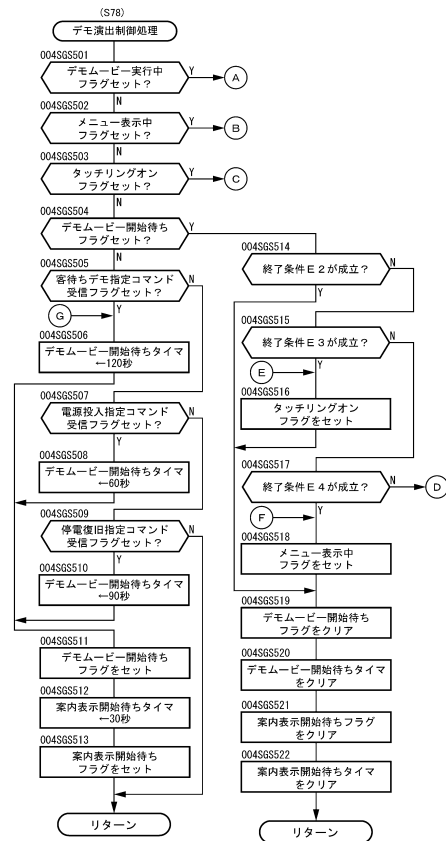 (S78)
デモ演出制御処理
004SGS501
デモムービー実行中
フラグセット？
Y
A
N
004SGS502
メニュー表示中
フラグセット？
Y
B
N
004SGS503
タッチリングオン
フラグセット？
Y
C
N
004SGS504
デモムービー開始待ち
フラグセット？
Y
N
004SGS505
客待ちデモ指定コマンド
受信フラグセット？
N
Y
G
004SGS506
デモムービー開始待ちタイマ
←120秒
004SGS507
電源投入指定コマンド
受信フラグセット？
N
Y
004SGS508
デモムービー開始待ちタイマ
←60秒
004SGS509
停電復旧指定コマンド
受信フラグセット？
N
Y
004SGS510
デモムービー開始待ちタイマ
←90秒
004SGS511
デモムービー開始待ち
フラグをセット
004SGS512
案内表示開始待ちタイマ
←30秒
004SGS513
案内表示開始待ち
フラグをセット
リターン
004SGS514
終了条件Ｅ２が成立？
N
Y
004SGS515
終了条件Ｅ３が成立？
N
Y
E
004SGS516
タッチリングオン
フラグをセット
004SGS517
終了条件Ｅ４が成立？
N
D
Y
F
004SGS518
メニュー表示中
フラグをセット
004SGS519
デモムービー開始待ち
フラグをクリア
004SGS520
デモムービー開始待ちタイマ
をクリア
004SGS521
案内表示開始待ちフラグ
をクリア
004SGS522
案内表示開始待ちタイマ
をクリア
リターン